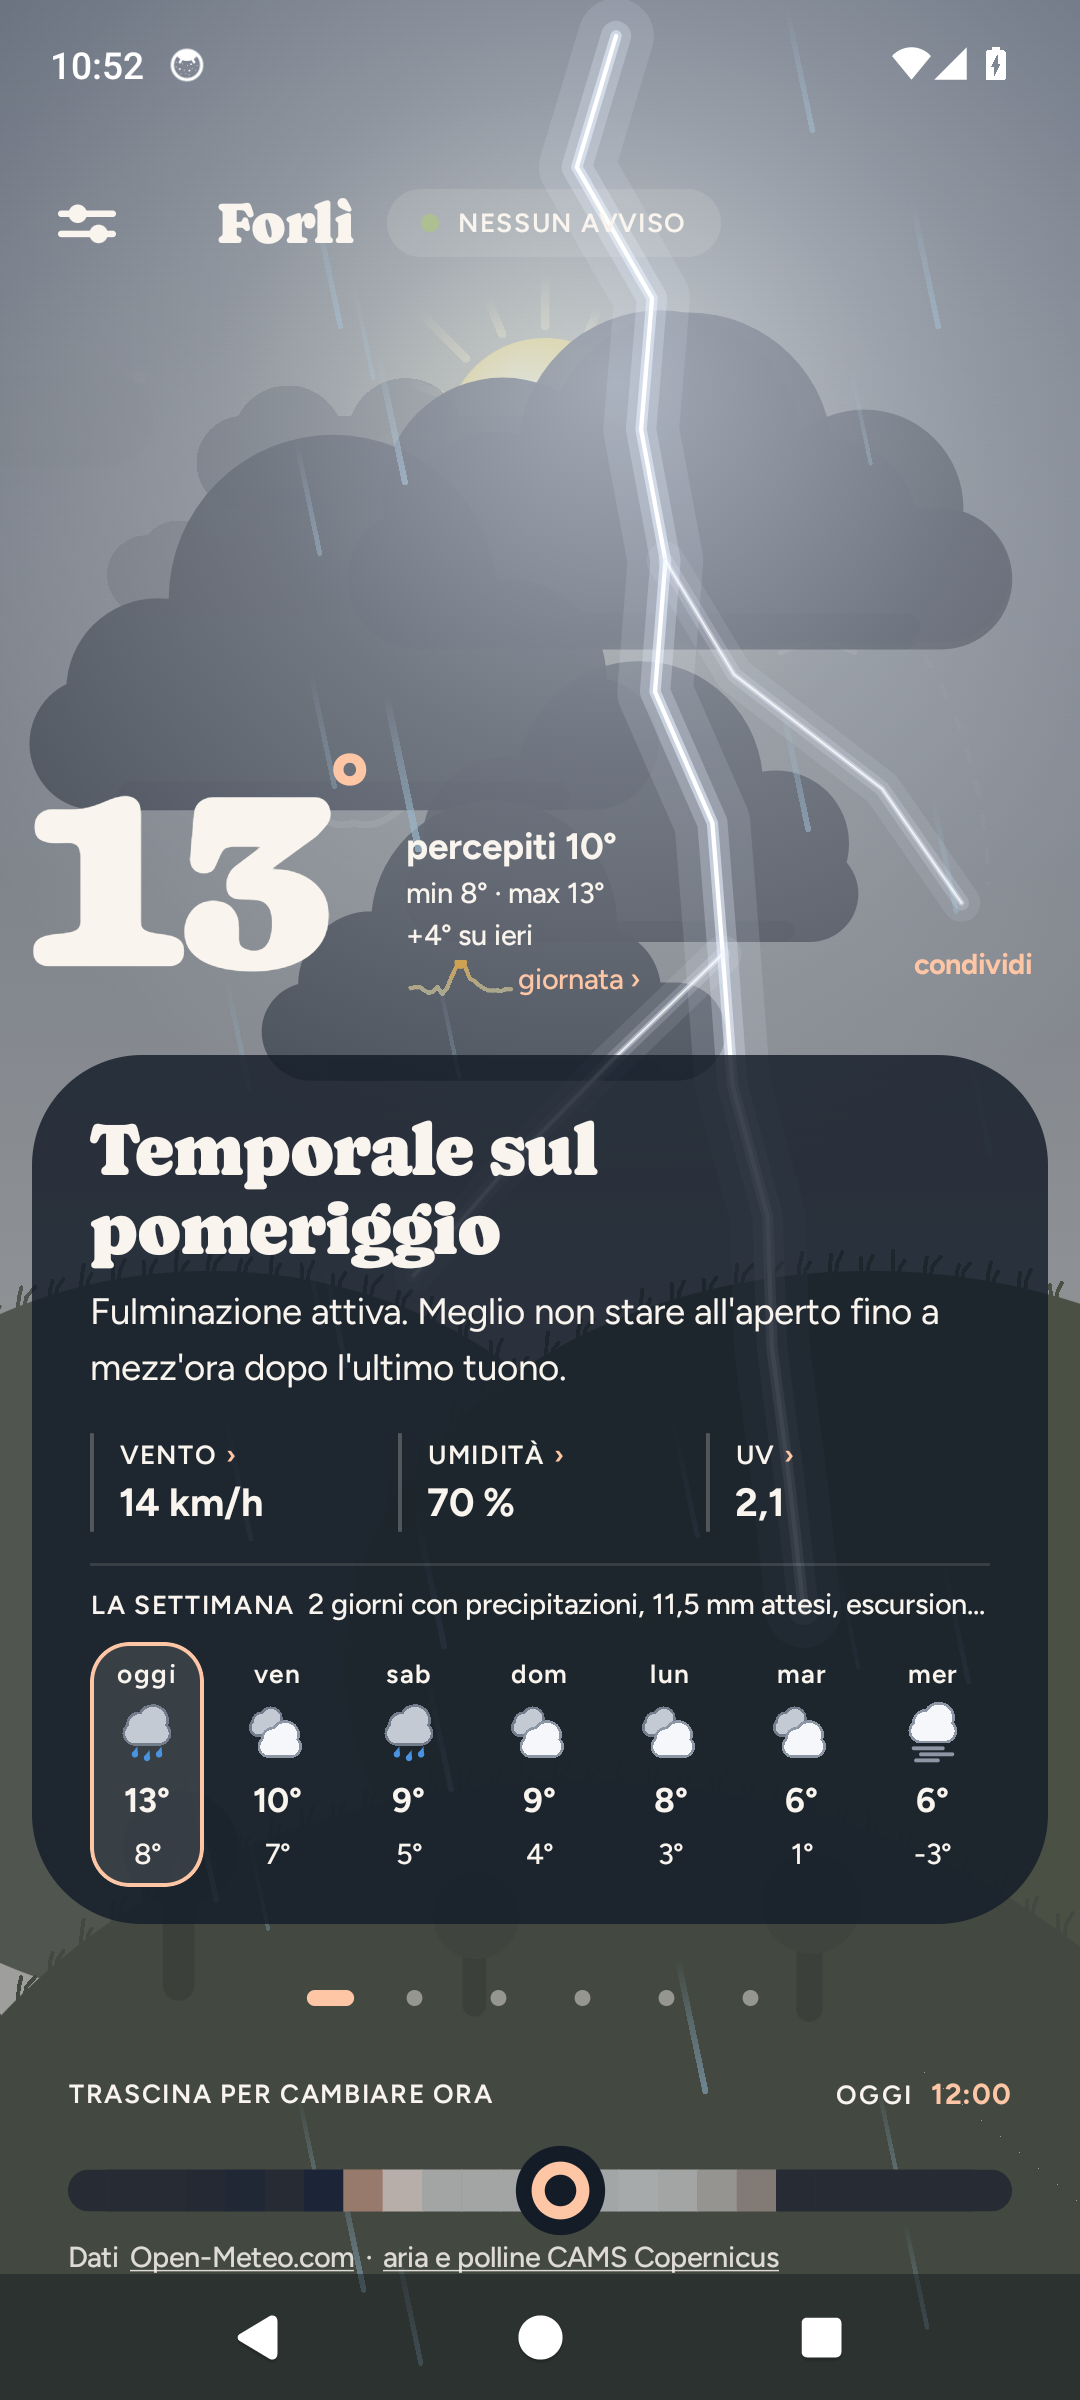 10:52
Forlì
NESSUN AVVISO
13°
percepiti 10°
min 8° · max 13°
+4° su ieri
giornata ›
condividi
Temporale sul
pomeriggio
Fulminazione attiva. Meglio non stare all'aperto fino a
mezz'ora dopo l'ultimo tuono.
VENTO › UMIDITÀ › UV ›
14 km/h 70 % 2,1
LA SETTIMANA 2 giorni con precipitazioni, 11,5 mm attesi, escursion...
oggi ven sab dom lun mar mer
13° 10° 9° 9° 8° 6° 6°
8° 7° 5° 4° 3° 1° -3°
TRASCINA PER CAMBIARE ORA OGGI 12:00
Dati Open-Meteo.com · aria e polline CAMS Copernicus